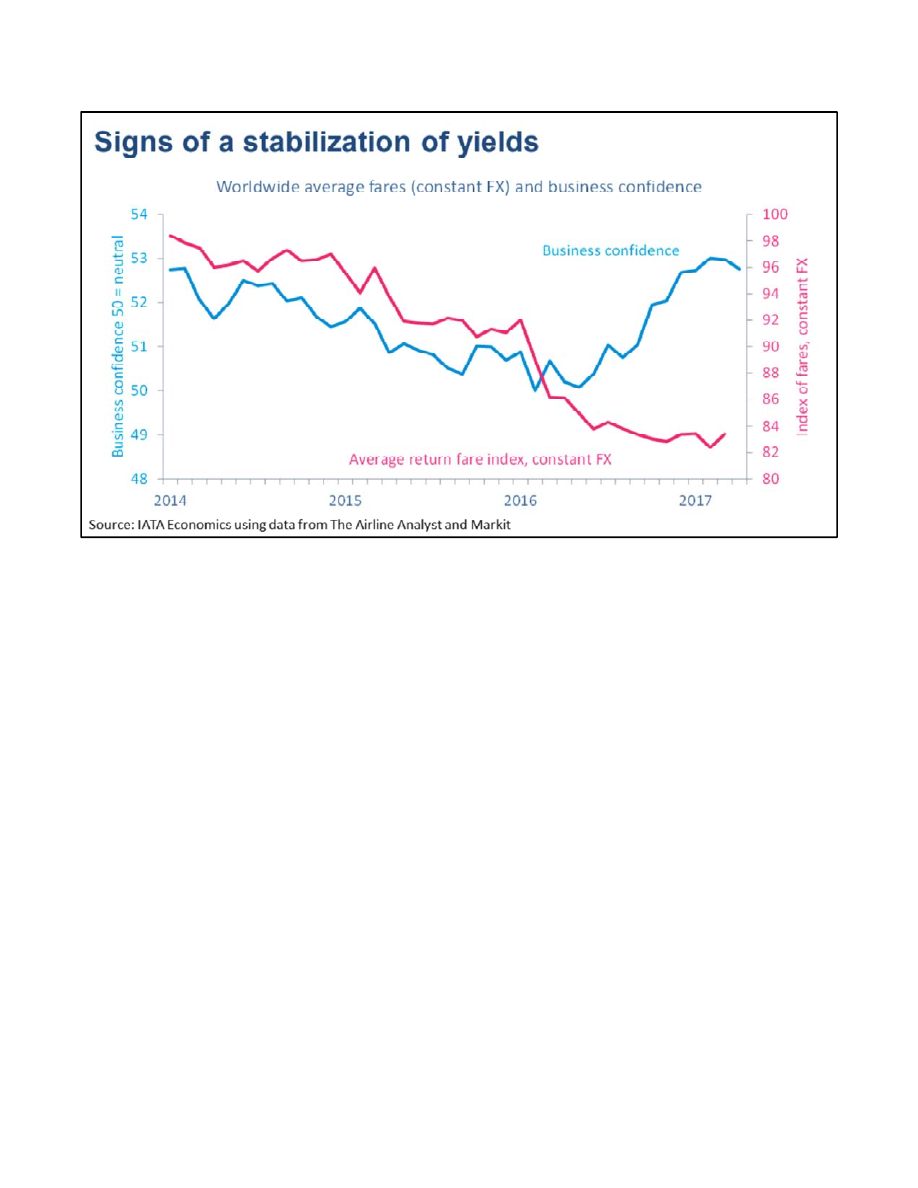 Signs of a stabilization of yields
Worldwide average fares (constant FX) and business confidence
Business confidence 50 = neutral
54
53
52
51
50
49
48
Business confidence
Average return fare index, constant FX
100
98
96
94
92
90
88
86
84
82
80
Index of fares, constant FX
2014 2015 2016 2017
Source: IATA Economics using data from The Airline Analyst and Markit